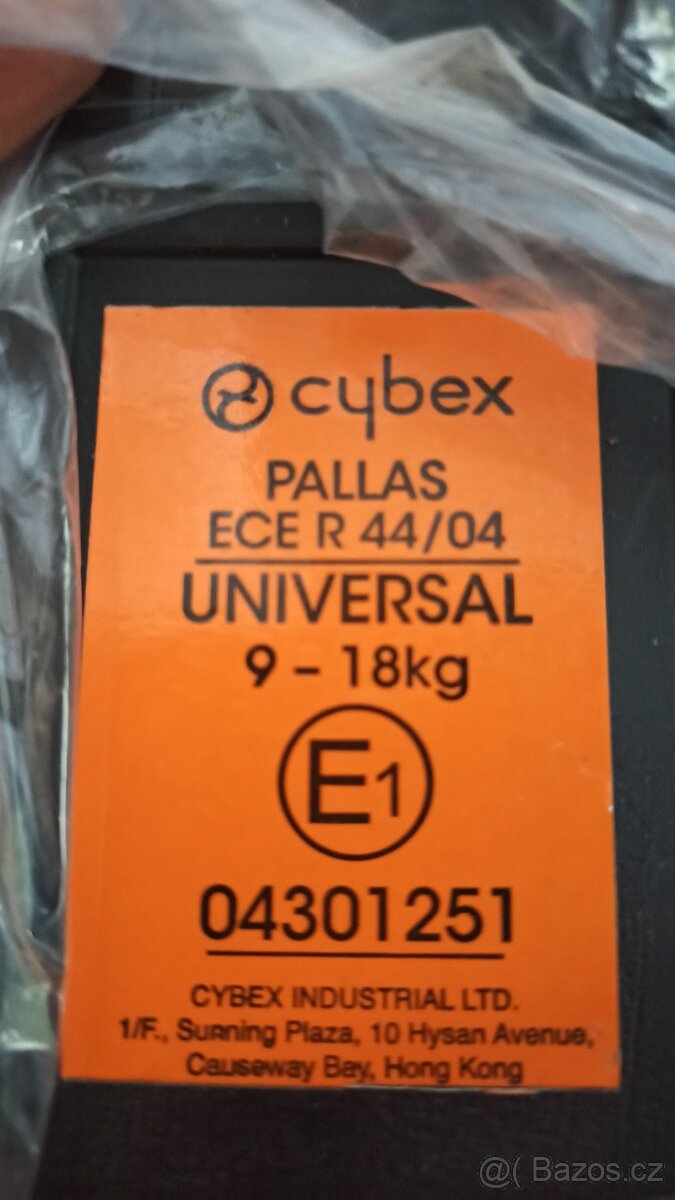 cybex
PALLAS
ECE R 44/04
UNIVERSAL
9 – 18kg
E1
04301251
CYBEX INDUSTRIAL LTD.
1/F., Sunning Plaza, 10 Hysan Avenue,
Causeway Bay, Hong Kong
@( Bazos.cz